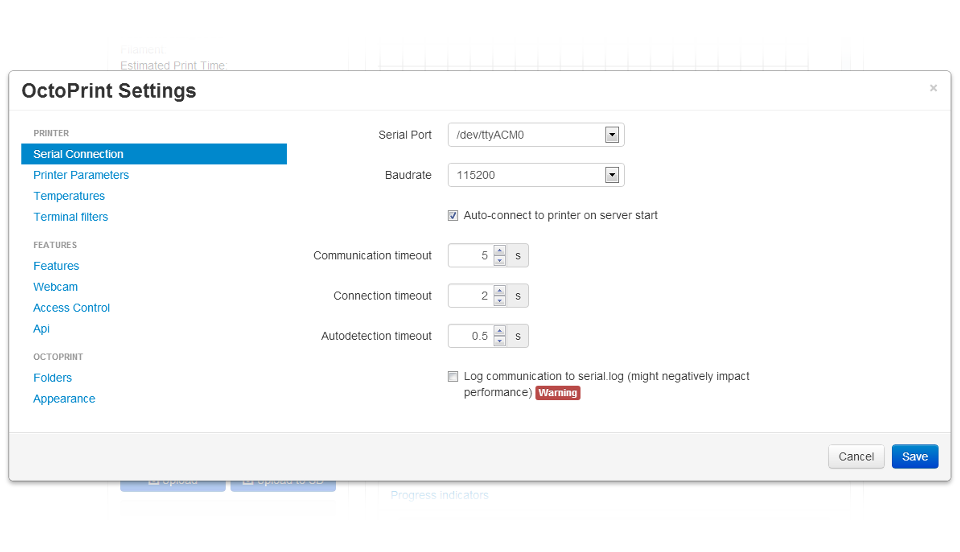 Filament:
Estimated Print Time:
OctoPrint Settings
×
PRINTER
Serial Connection
Printer Parameters
Temperatures
Terminal filters
FEATURES
Features
Webcam
Access Control
Api
OCTOPRINT
Folders
Appearance
Serial Port /dev/ttyACM0
Baudrate 115200
Auto-connect to printer on server start
Communication timeout 5 s
Connection timeout 2 s
Autodetection timeout 0.5 s
Log communication to serial.log (might negatively impact
performance) Warning
Cancel Save
Upload Upload to SD
Progress Indicators